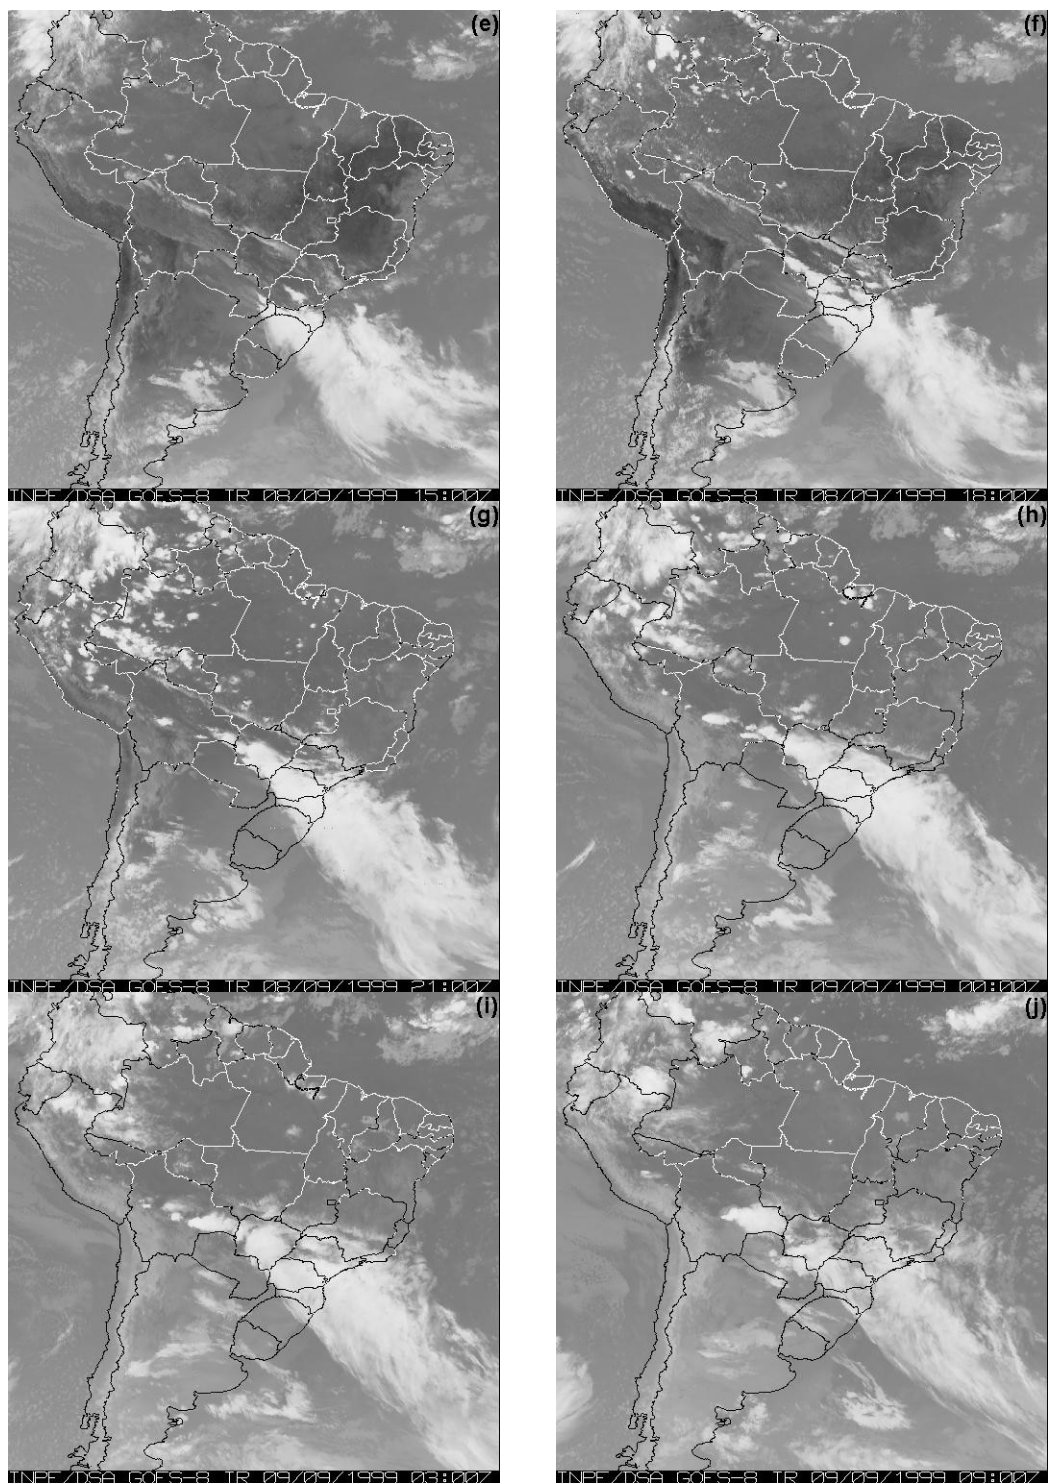 (e)
INPE/DSA GOES-8 IR 08/09/1999 15:00Z
(f)
INPE/DSA GOES-8 IR 08/09/1999 18:00Z
(g)
INPE/DSA GOES-8 IR 08/09/1999 21:00Z
(h)
INPE/DSA GOES-8 IR 09/09/1999 00:00Z
(i)
INPE/DSA GOES-8 IR 09/09/1999 03:00Z
(j)
INPE/DSA GOES-8 IR 09/09/1999